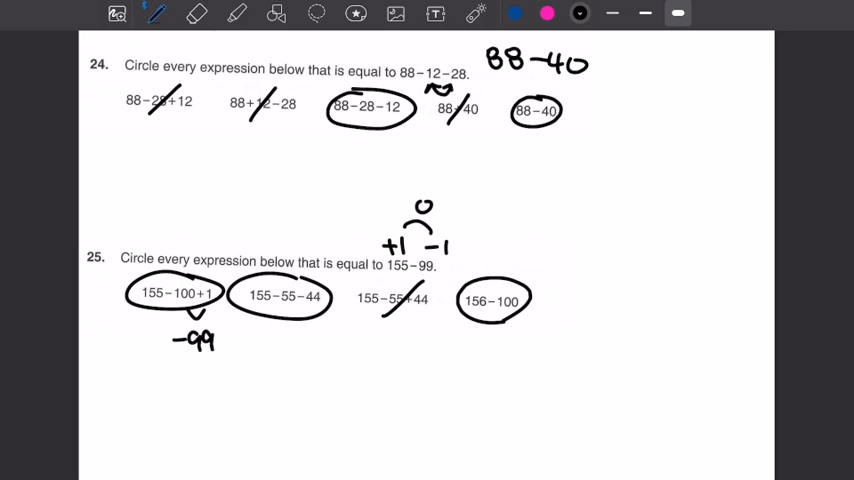 88-40
24. Circle every expression below that is equal to 88-12-28.
88-28+12 88+12-28 88-28-12 88+40 88-40
0
+1 -1
25. Circle every expression below that is equal to 155-99.
155-100+1 155-55-44 155-55+44 156-100
-99